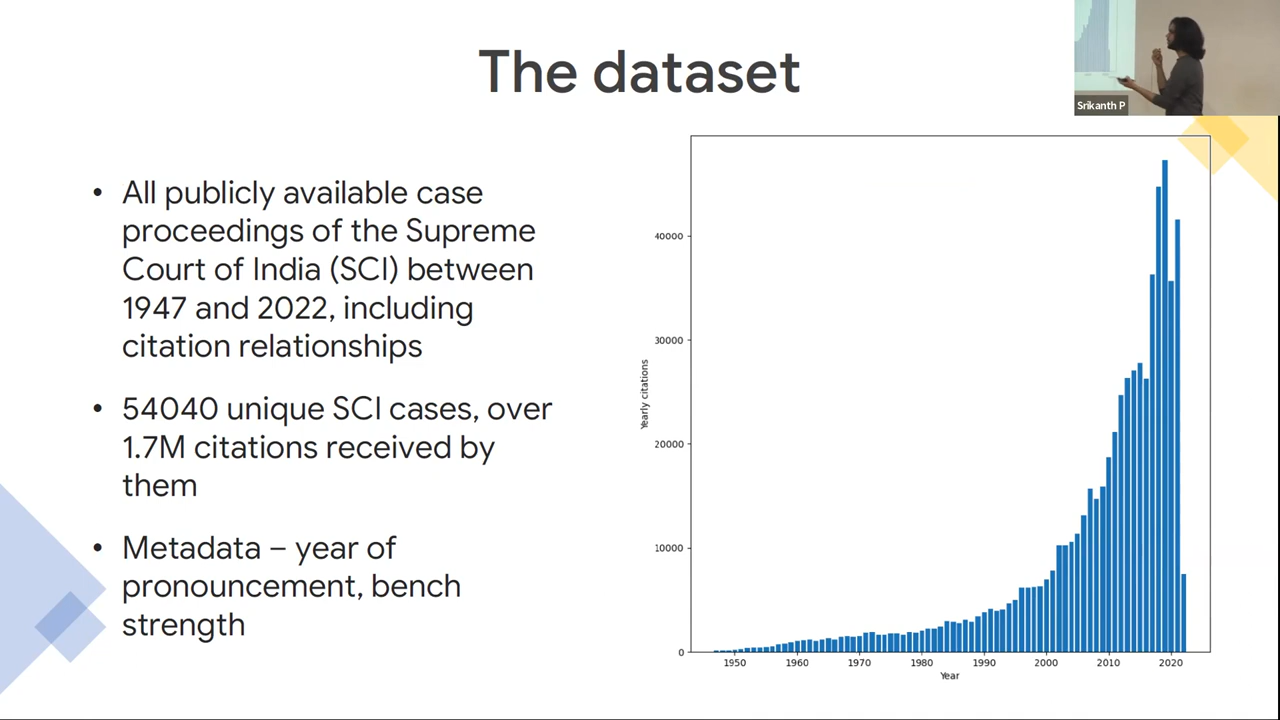 The dataset
Srikanth P
• All publicly available case
proceedings of the Supreme
Court of India (SCI) between
1947 and 2022, including
citation relationships
• 54040 unique SCI cases, over
1.7M citations received by
them
• Metadata – year of
pronouncement, bench
strength
Yearly citations
40000
30000
20000
10000
0
1950 1960 1970 1980 1990 2000 2010 2020
Year